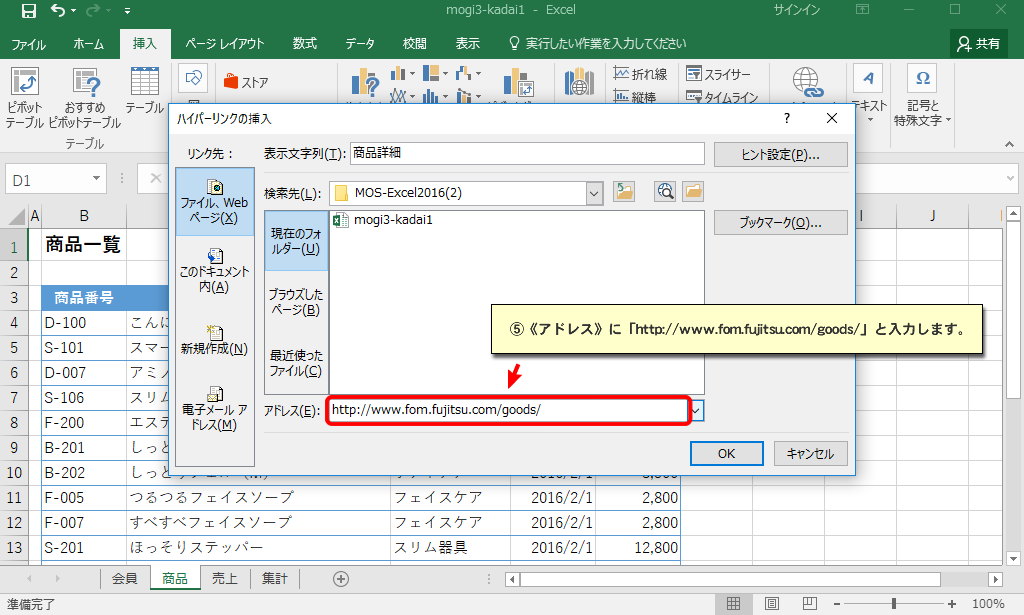 mogi3-kadai1 - Excel
サインイン
ファイル ホーム 挿入 ページ レイアウト 数式 データ 校閲 表示 実行したい作業を入力してください 共有
ピボット
テーブル
おすすめ
ピボットテーブル
テーブル
ストア
折れ線
縦棒
スライサー
タイムライン
テキスト
記号と
特殊文字
テーブル
D1
ハイパーリンクの挿入 ?
リンク先：
表示文字列(T): 商品詳細
ヒント設定(P)...
ファイル、Web
ページ(X)
検索先(L): MOS-Excel2016(2)
現在のフォ
ルダー(U)
mogi3-kadai1
ブックマーク(O)...
このドキュメント
内(A)
ブラウズした
ページ(B)
新規作成(N)
最近使った
ファイル(C)
電子メール ア
ドレス(M)
⑤《アドレス》に「http://www.fom.fujitsu.com/goods/」と入力します。
アドレス(E): http://www.fom.fujitsu.com/goods/
OK
キャンセル
A B I J
1 商品一覧
2
3 商品番号
4 D-100 こんに
5 S-101 スマー
6 D-007 アミノ
7 S-106 スリム
8 F-200 エステ
9 B-201 しっと
10 B-202
11 F-005 つるつるフェイスソープ フェイスケア 2016/2/1 2,800
12 F-007 すべすべフェイスソープ フェイスケア 2016/2/1 2,800
13 S-201 ほっそりステッパー スリム器具 2016/2/1 12,800
会員 商品 売上 集計
準備完了
100%